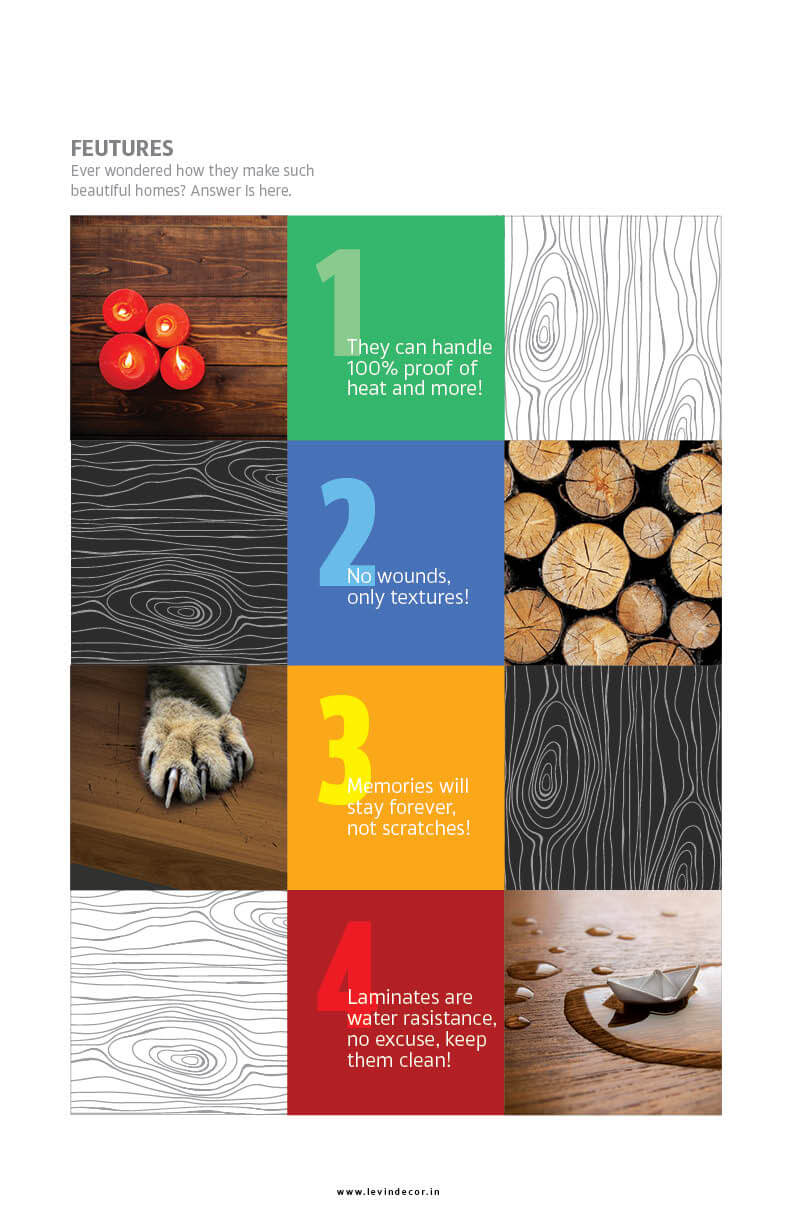 FEUTURES
Ever wondered how they make such
beautiful homes? Answer is here.
1
They can handle
100% proof of
heat and more!
2
No wounds,
only textures!
3
Memories will
stay forever,
not scratches!
4
Laminates are
water rasistance,
no excuse, keep
them clean!
www.levindecor.in